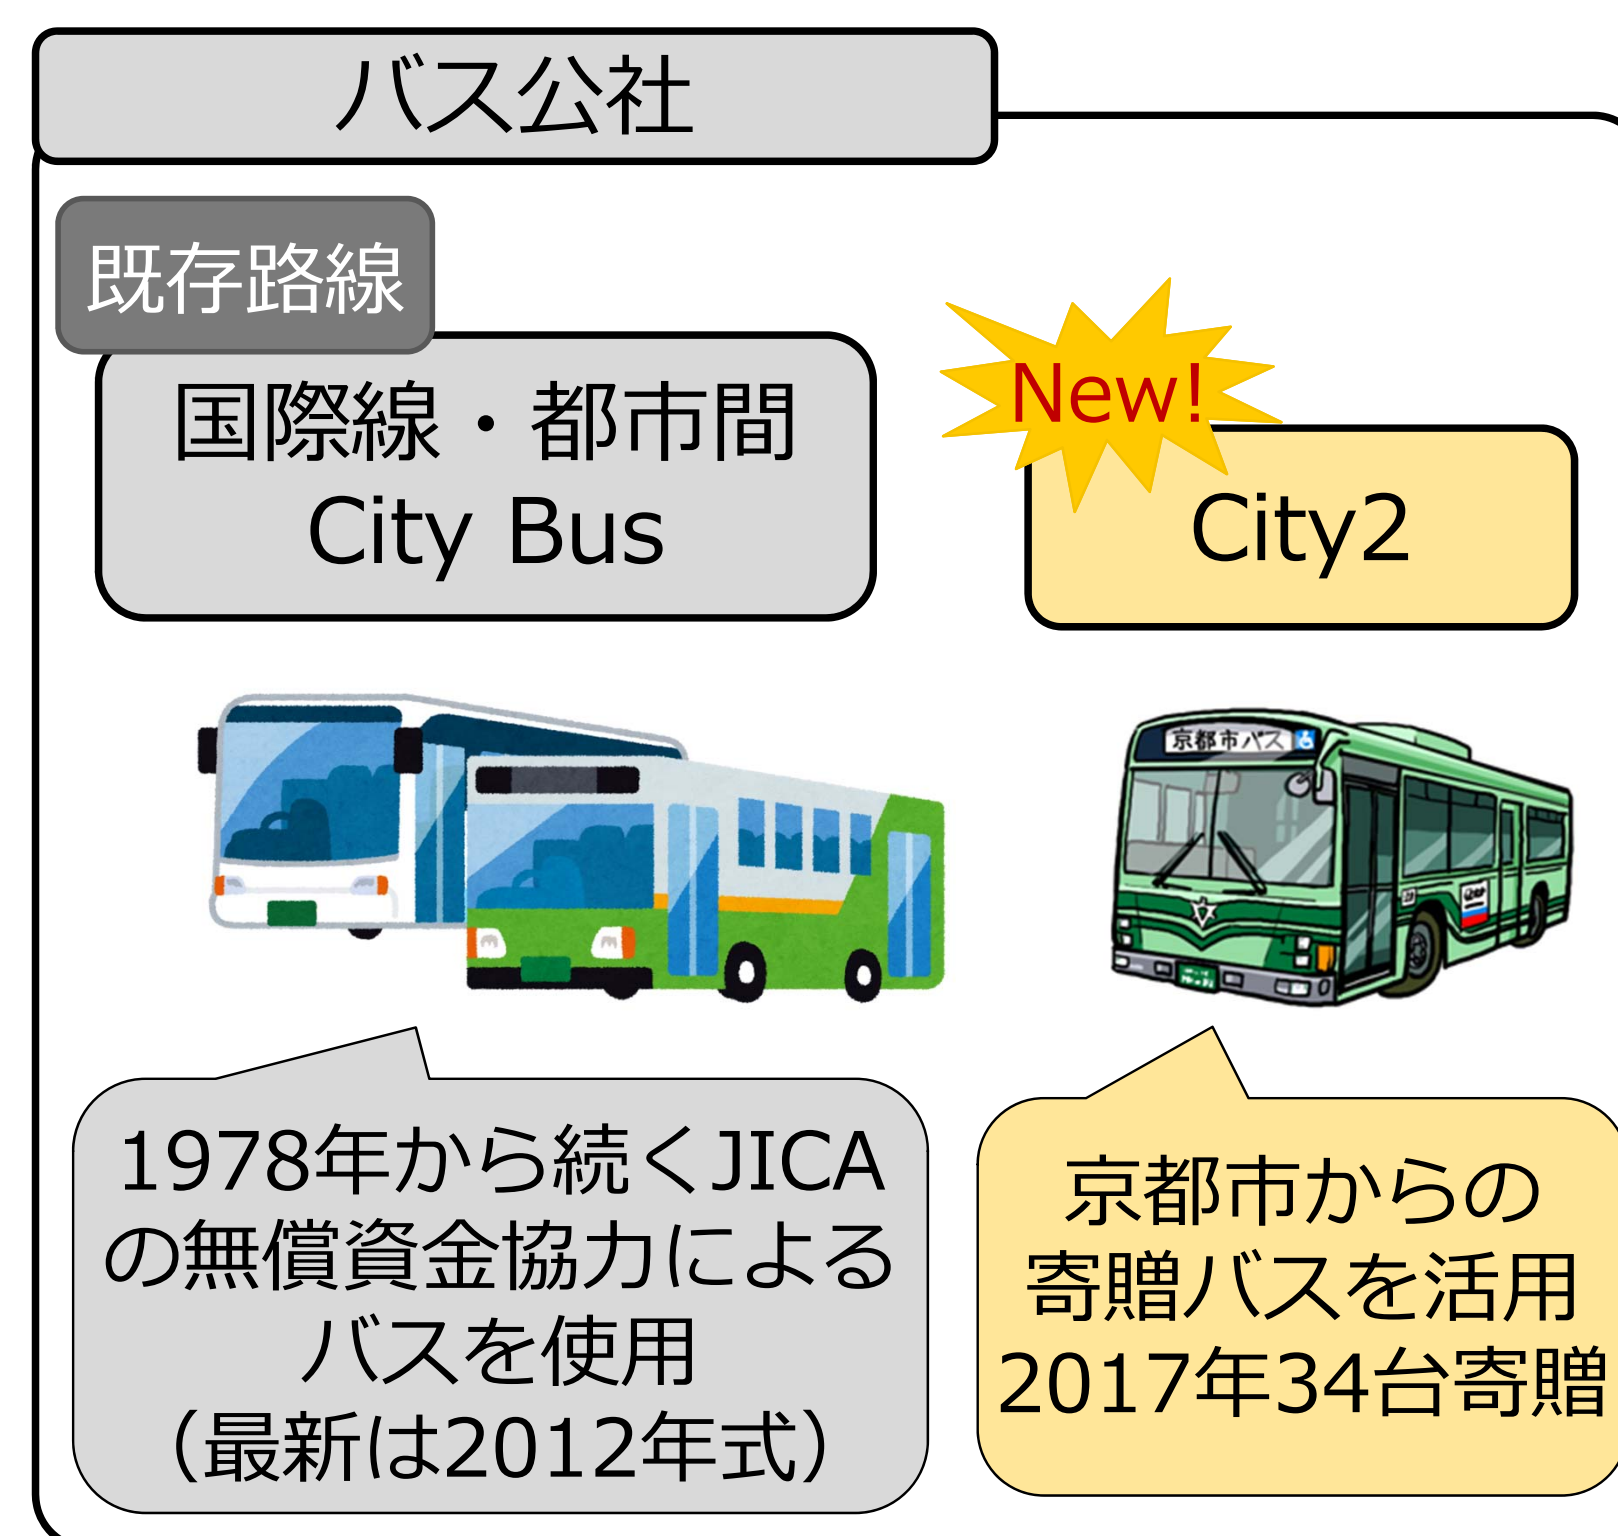 バス公社
既存路線
国際線・都市間
City Bus
New!
City2
京都市バス
1978年から続くJICA
の無償資金協力による
バスを使用
（最新は2012年式）
京都市からの
寄贈バスを活用
2017年34台寄贈